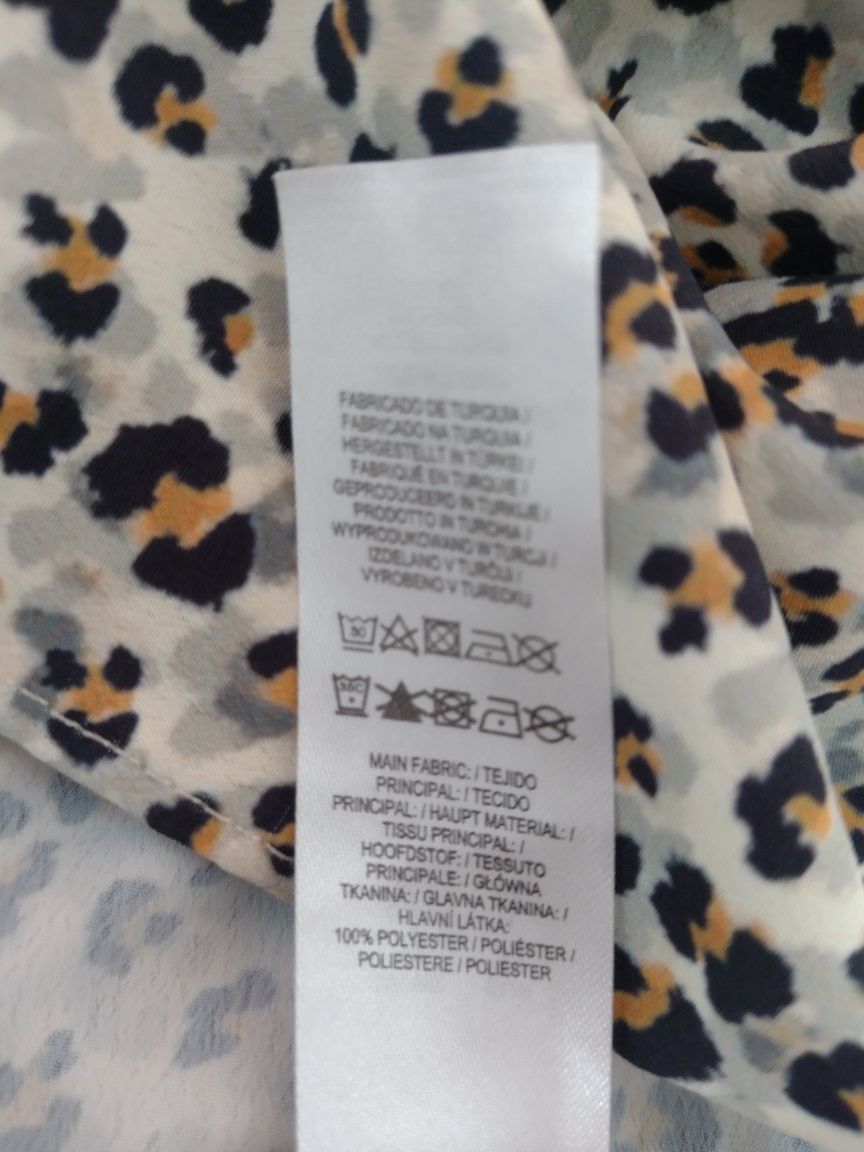 FABRICADO DE TURQUIA /
FABRICADO NA TURQUIA /
HERGESTELLT IN TÜRKEI /
FABRIQUÉ EN TURQUIE /
GEPRODUCEERD IN TURKIJE /
PRODOTTO IN TURCHIA /
WYPRODUKOWANO W TURCJI /
IZDELANO V TURČIJI /
VYROBENO V TURECKU
30
MAIN FABRIC: / TEJIDO
PRINCIPAL: / TECIDO
PRINCIPAL: / HAUPT MATERIAL: /
TISSU PRINCIPAL: /
HOOFDSTOF: / TESSUTO
PRINCIPALE: / GŁÓWNA
TKANINA: / GLAVNA TKANINA: /
HLAVNÍ LÁTKA:
100% POLYESTER / POLIÉSTER /
POLIESTERE / POLIESTER